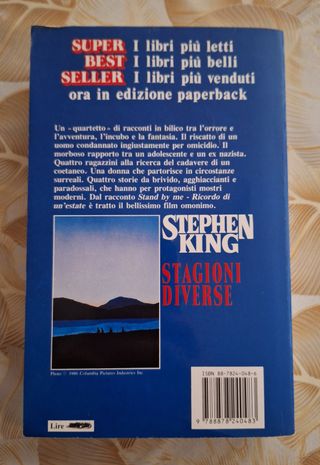 SUPER I libri più letti
BEST I libri più belli
SELLER I libri più venduti
ora in edizione paperback
Un «quartetto» di racconti in bilico tra l'orrore e
l'avventura, l'incubo e la fantasia. Il riscatto di un
uomo condannato ingiustamente per omicidio. Il
morboso rapporto tra un adolescente e un ex nazista.
Quattro ragazzini alla ricerca del cadavere di un
coetaneo. Una donna che partorisce in circostanze
surreali. Quattro storie da brivido, agghiaccianti e
paradossali, che hanno per protagonisti mostri
moderni. Dal racconto Stand by me - Ricordo di
un'estate è tratto il bellissimo film omonimo.
STEPHEN
KING
STAGIONI
DIVERSE
Photo © 1986 Columbia Pictures Industries Inc
ISBN 88-7824-048-6
9 788878 240483
Lire